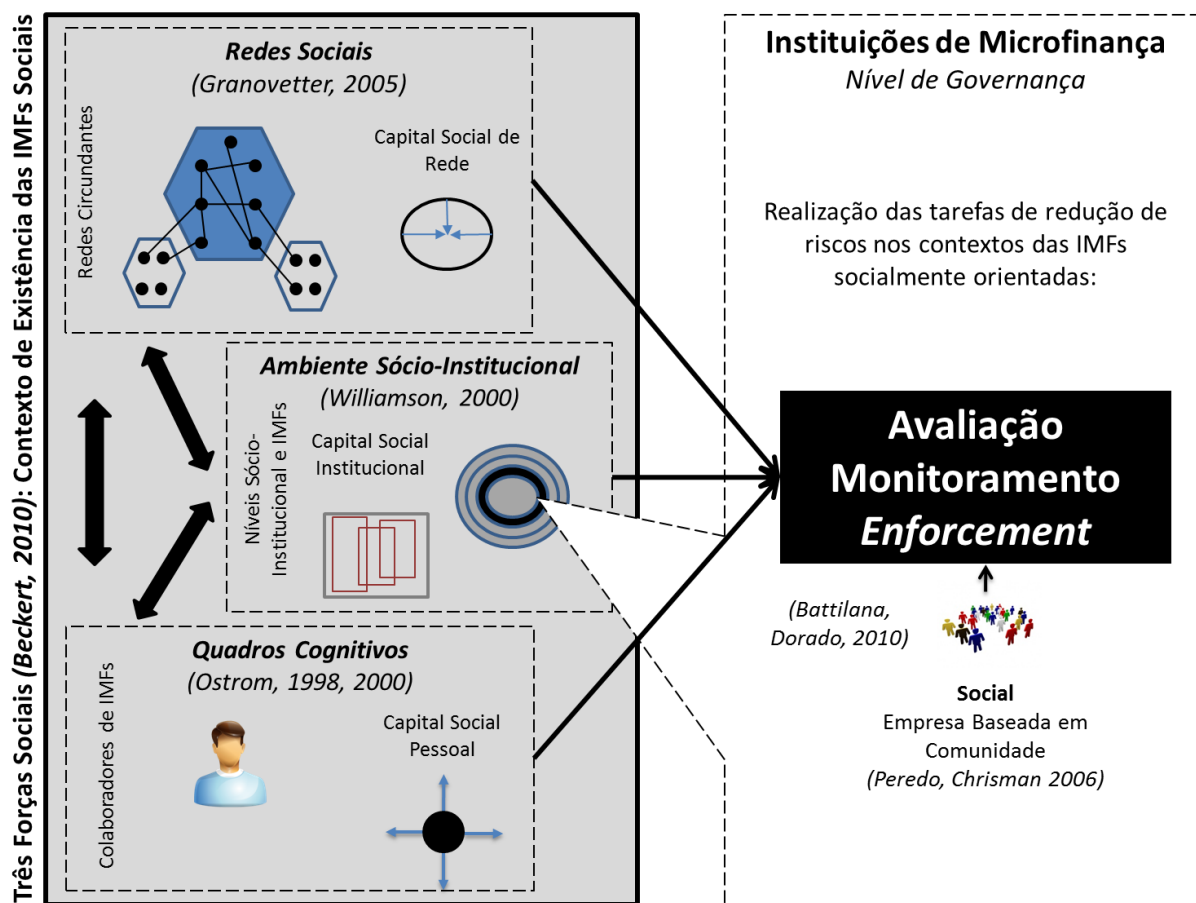 Três Forças Sociais (Beckert, 2010): Contexto de Existência das IMFs Sociais
Redes Sociais
(Granovetter, 2005)
Redes Circundantes
Capital Social de
Rede
Ambiente Sócio-Institucional
(Williamson, 2000)
Níveis Sócio-
Institucional e IMFs
Capital Social
Institucional
Quadros Cognitivos
(Ostrom, 1998, 2000)
Colaboradores de IMFs
Capital Social
Pessoal
Instituições de Microfinança
Nível de Governança
Realização das tarefas de redução de
riscos nos contextos das IMFs
socialmente orientadas:
Avaliação
Monitoramento
Enforcement
(Battilana,
Dorado, 2010)
Social
Empresa Baseada em
Comunidade
(Peredo, Chrisman 2006)